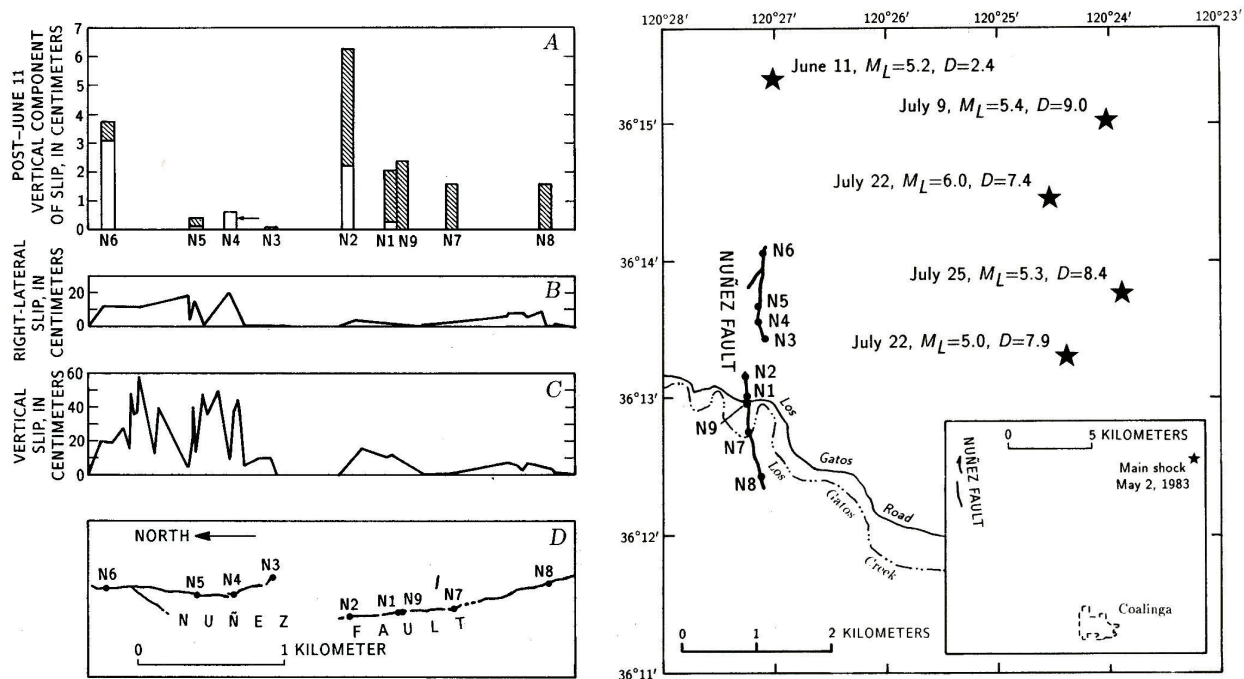 POST–JUNE 11
VERTICAL COMPONENT
OF SLIP, IN CENTIMETERS
7
6
5
4
3
2
1
0
A
N6 N5 N4 N3 N2 N1 N9 N7 N8
RIGHT-LATERAL
SLIP, IN
CENTIMETERS
20
0
B
VERTICAL
SLIP, IN
CENTIMETERS
60
40
20
0
C
NORTH
D
N6 N5 N4 N3
N2 N1 N9 N7 N8
NUÑEZ
FAULT
0 1 KILOMETER
120°28′ 120°27′ 120°26′ 120°25′ 120°24′ 120°23′
June 11, ML=5.2, D=2.4
July 9, ML=5.4, D=9.0
36°15′
July 22, ML=6.0, D=7.4
36°14′
N6
NUÑEZ FAULT
July 25, ML=5.3, D=8.4
N5
N4
N3
July 22, ML=5.0, D=7.9
N2
N1
36°13′
N9
N7
N8
Los
Gatos
Road
Los
Gatos
Creek
36°12′
36°11′
0 1 2 KILOMETERS
0 5 KILOMETERS
NUÑEZ FAULT
Main shock
May 2, 1983
Coalinga